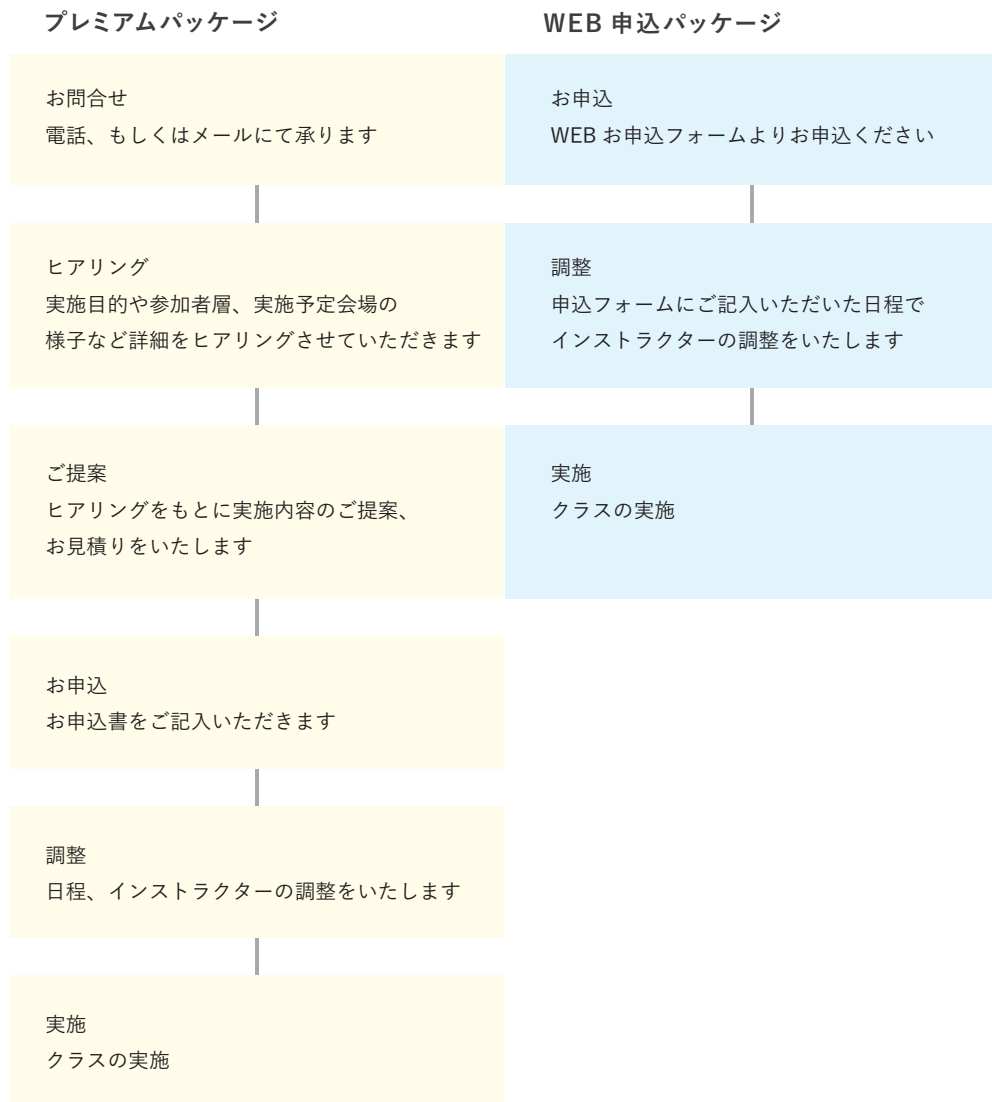 プレミアムパッケージ
お問合せ
電話、もしくはメールにて承ります
ヒアリング
実施目的や参加者層、実施予定会場の
様子など詳細をヒアリングさせていただきます
ご提案
ヒアリングをもとに実施内容のご提案、
お見積りをいたします
お申込
お申込書をご記入いただきます
調整
日程、インストラクターの調整をいたします
実施
クラスの実施
WEB 申込パッケージ
お申込
WEB お申込フォームよりお申込ください
調整
申込フォームにご記入いただいた日程で
インストラクターの調整をいたします
実施
クラスの実施